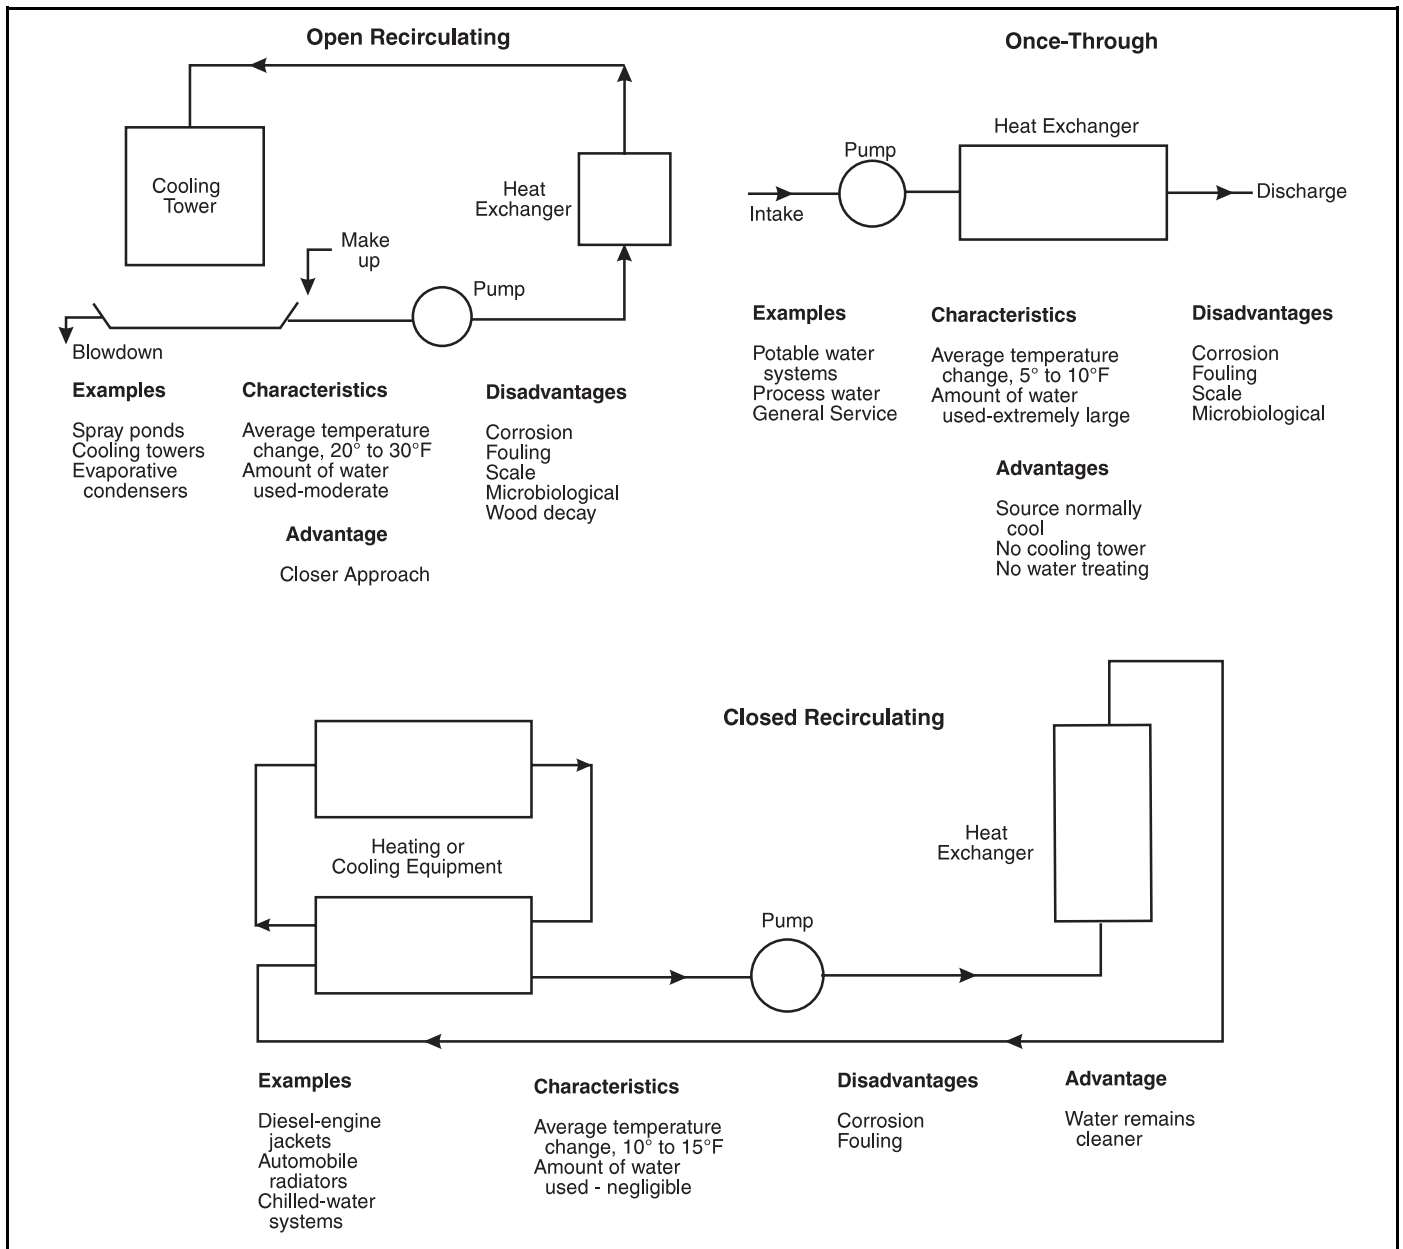 Open Recirculating
Cooling
Tower
Heat
Exchanger
Make
up
Pump
Blowdown
Examples
Spray ponds
Cooling towers
Evaporative
condensers
Characteristics
Average temperature
change, 20° to 30°F
Amount of water
used-moderate
Advantage
Closer Approach
Disadvantages
Corrosion
Fouling
Scale
Microbiological
Wood decay
Once-Through
Heat Exchanger
Pump
Intake
Discharge
Examples
Potable water
systems
Process water
General Service
Characteristics
Average temperature
change, 5° to 10°F
Amount of water
used-extremely large
Advantages
Source normally
cool
No cooling tower
No water treating
Disadvantages
Corrosion
Fouling
Scale
Microbiological
Closed Recirculating
Heating or
Cooling Equipment
Pump
Heat
Exchanger
Examples
Diesel-engine
jackets
Automobile
radiators
Chilled-water
systems
Characteristics
Average temperature
change, 10° to 15°F
Amount of water
used - negligible
Disadvantages
Corrosion
Fouling
Advantage
Water remains
cleaner